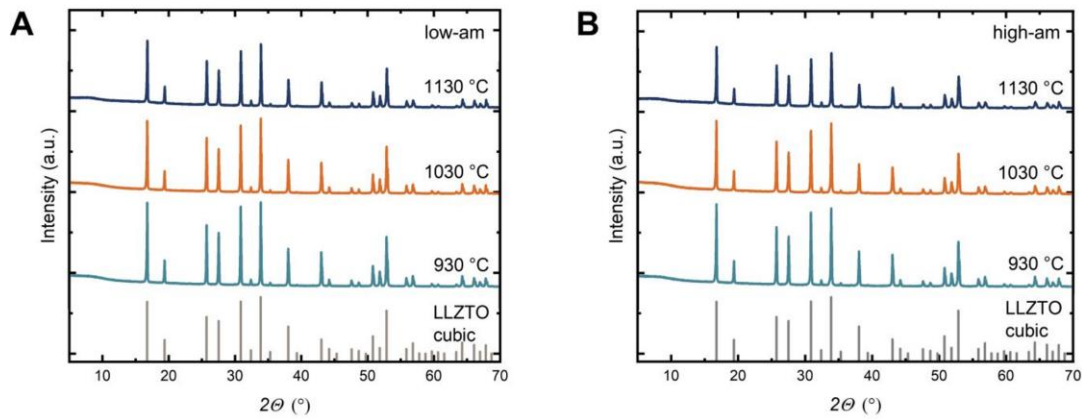 A
low-am
1130 °C
1030 °C
930 °C
LLZTO
cubic
Intensity (a.u.)
10 20 30 40 50 60 70
2Θ (°)
B
high-am
1130 °C
1030 °C
930 °C
LLZTO
cubic
Intensity (a.u.)
10 20 30 40 50 60 70
2Θ (°)